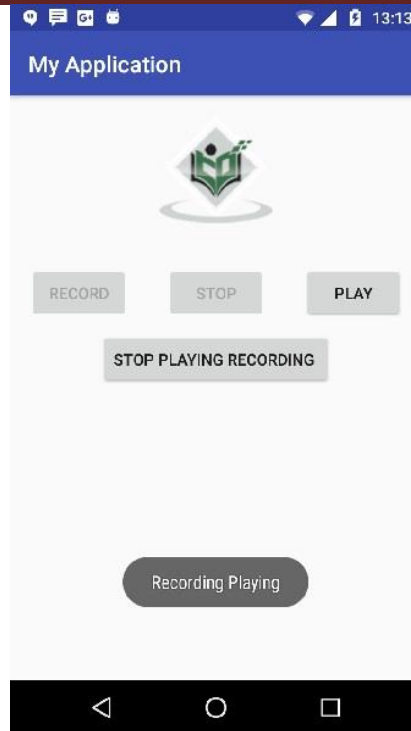 G+ 13:13
My Application
RECORD STOP PLAY
STOP PLAYING RECORDING
Recording Playing